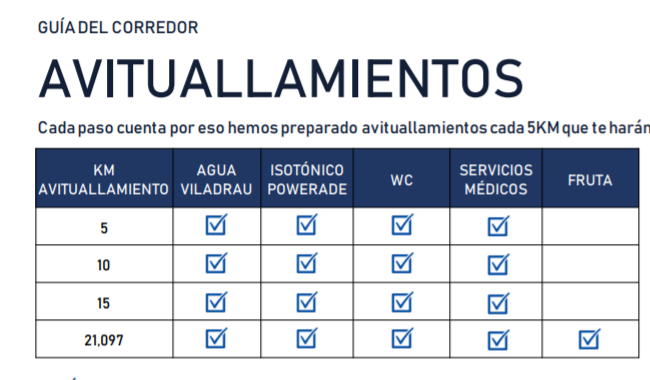 GUÍA DEL CORREDOR
AVITUALLAMIENTOS
Cada paso cuenta por eso hemos preparado avituallamientos cada 5KM que te harán
KM AVITUALLAMIENTO AGUA VILADRAU ISOTÓNICO POWERADE WC SERVICIOS MÉDICOS FRUTA
5
10
15
21,097